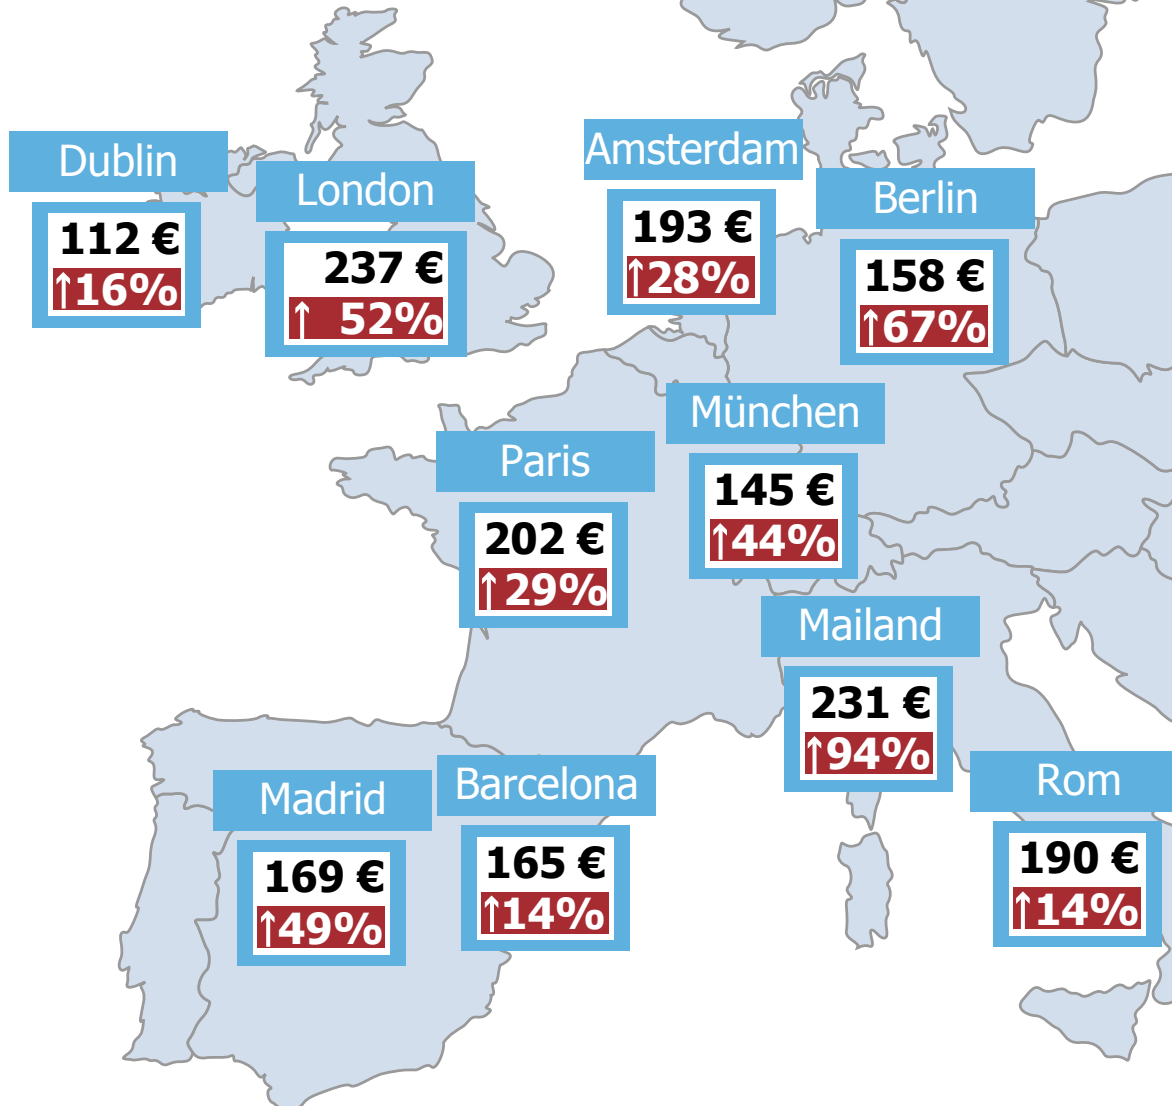 Dublin
112 €
↑16%
London
237 €
↑ 52%
Amsterdam
193 €
↑28%
Berlin
158 €
↑67%
München
145 €
↑44%
Paris
202 €
↑29%
Mailand
231 €
↑94%
Madrid
169 €
↑49%
Barcelona
165 €
↑14%
Rom
190 €
↑14%